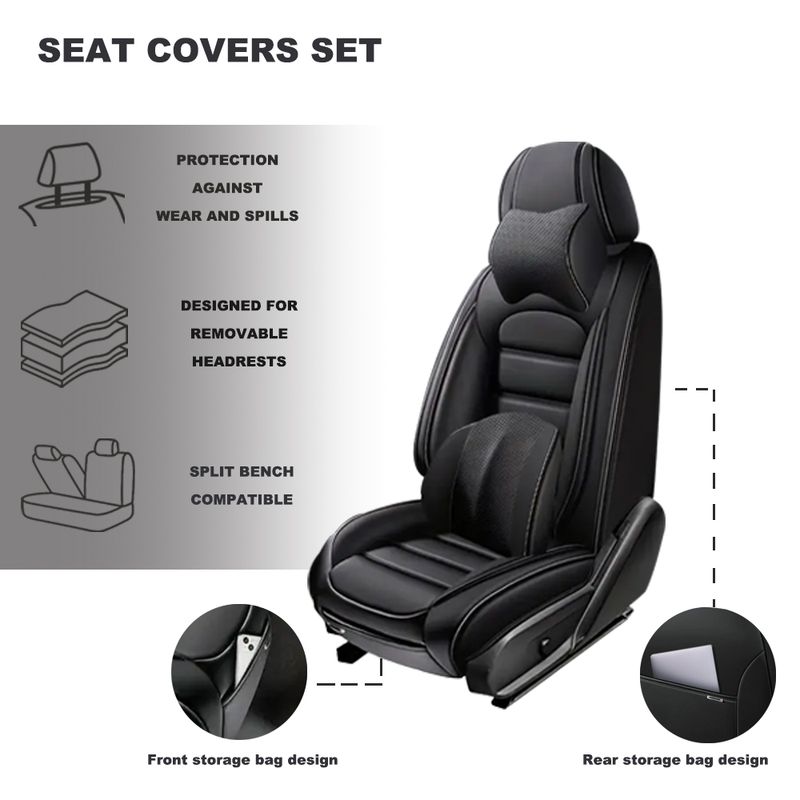 SEAT COVERS SET
PROTECTION
AGAINST
WEAR AND SPILLS
DESIGNED FOR
REMOVABLE
HEADRESTS
SPLIT BENCH
COMPATIBLE
Front storage bag design
Rear storage bag design